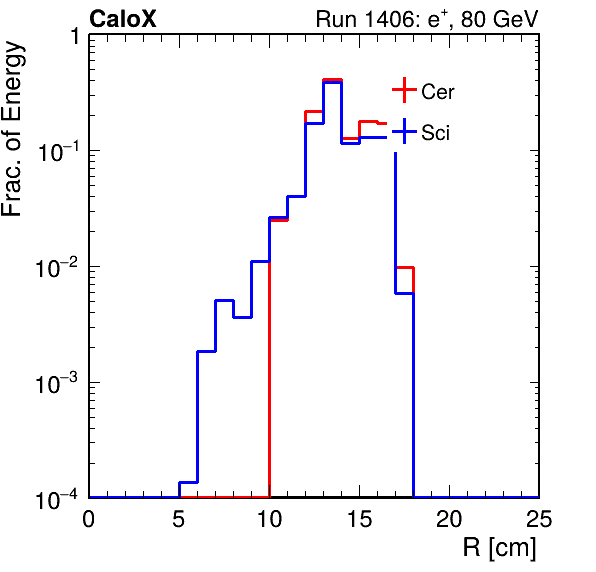 CaloX Run 1406: e⁺, 80 GeV
Frac. of Energy
1
10⁻¹
10⁻²
10⁻³
10⁻⁴
Cer
Sci
0 5 10 15 20 25
R [cm]